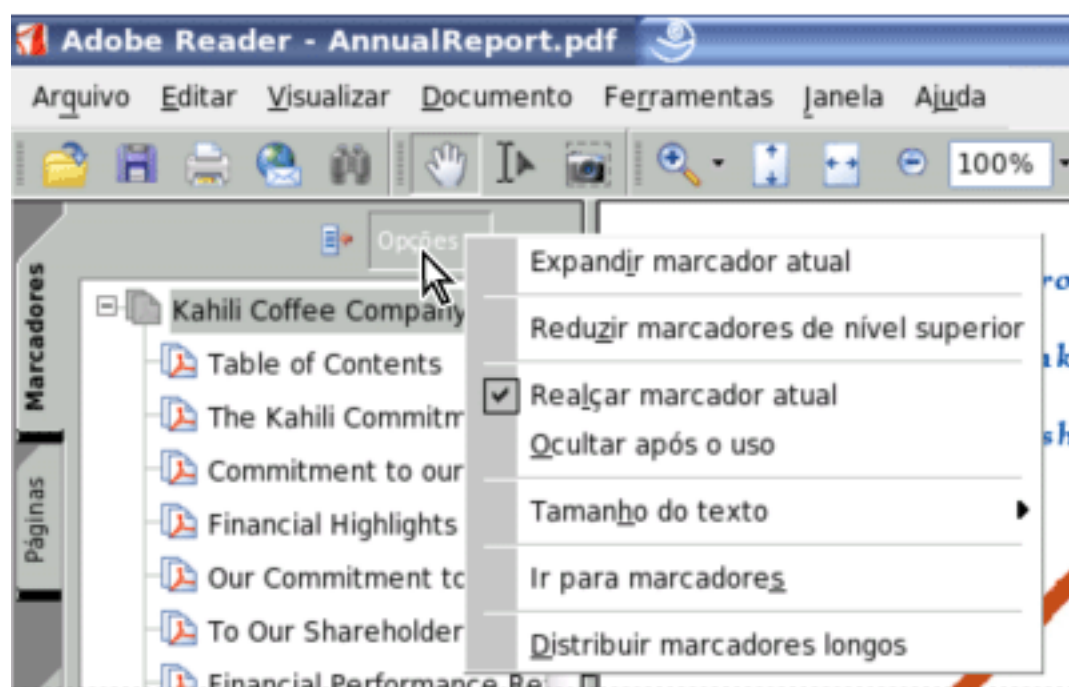 Adobe Reader - AnnualReport.pdf
Arquivo Editar Visualizar Documento Ferramentas Janela Ajuda
100%
Marcadores
Páginas
Opções
Kahili Coffee Company
Table of Contents
The Kahili Commitm
Commitment to our
Financial Highlights
Our Commitment to
To Our Shareholder
Financial Performance Re
Expandir marcador atual
Reduzir marcadores de nível superior
Realçar marcador atual
Ocultar após o uso
Tamanho do texto
Ir para marcadores
Distribuir marcadores longos